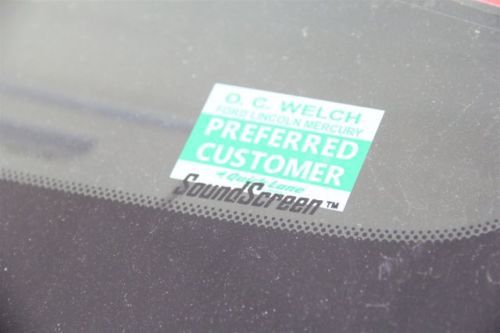 O. C. WELCH
FORD LINCOLN MERCURY
PREFERRED
CUSTOMER
Quick Lane
SoundScreen™